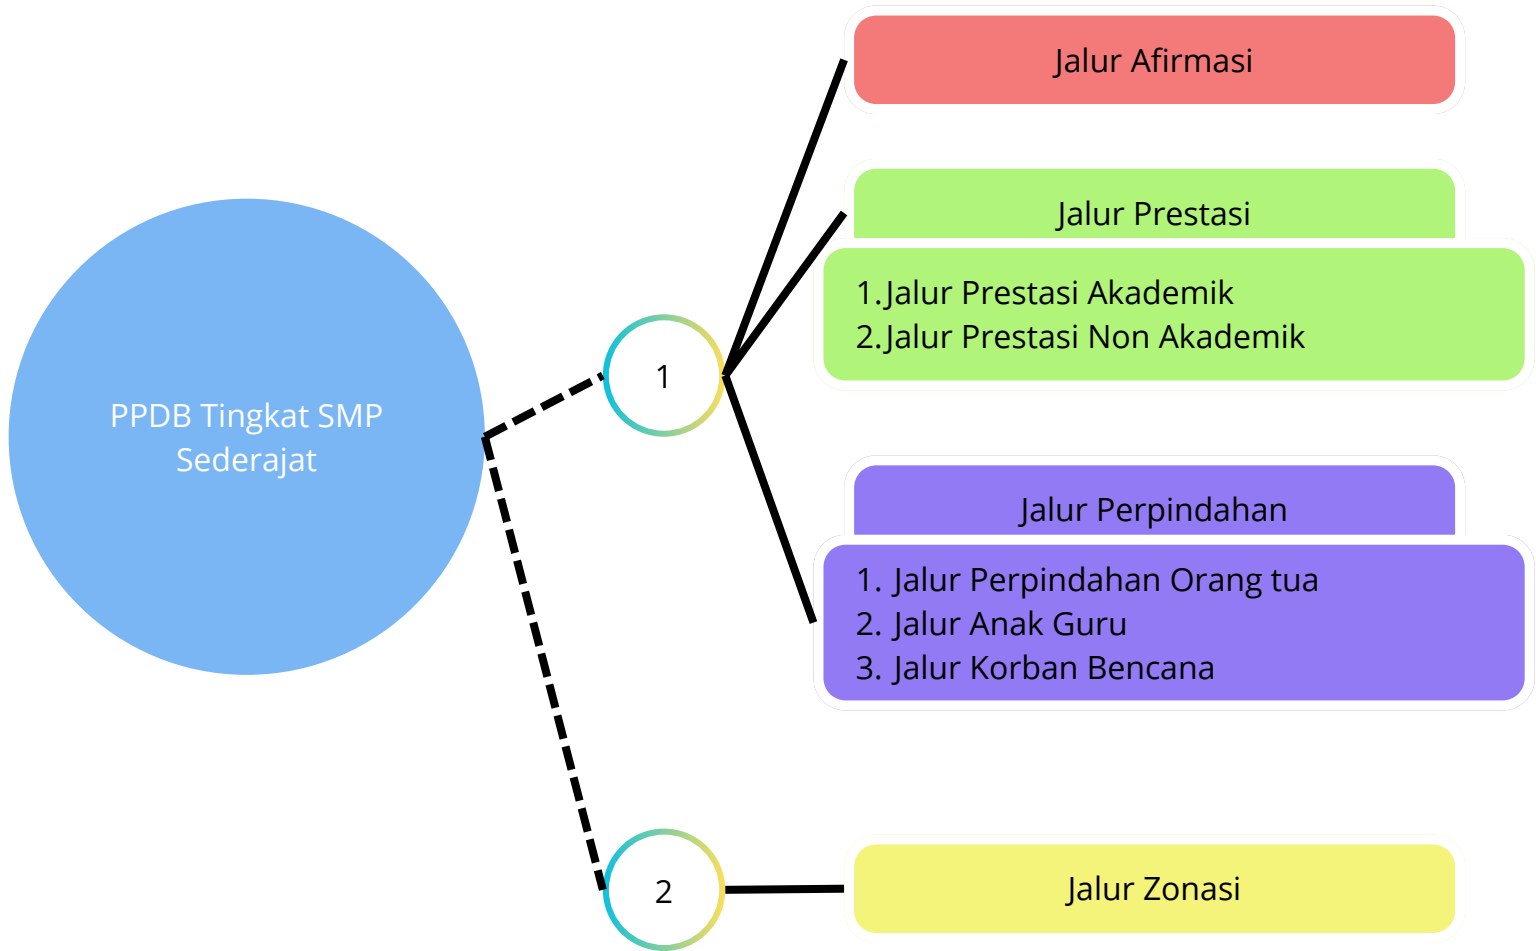 PPDB Tingkat SMP
Sederajat
1
Jalur Afirmasi
Jalur Prestasi
1.Jalur Prestasi Akademik
2.Jalur Prestasi Non Akademik
Jalur Perpindahan
1. Jalur Perpindahan Orang tua
2. Jalur Anak Guru
3. Jalur Korban Bencana
2
Jalur Zonasi